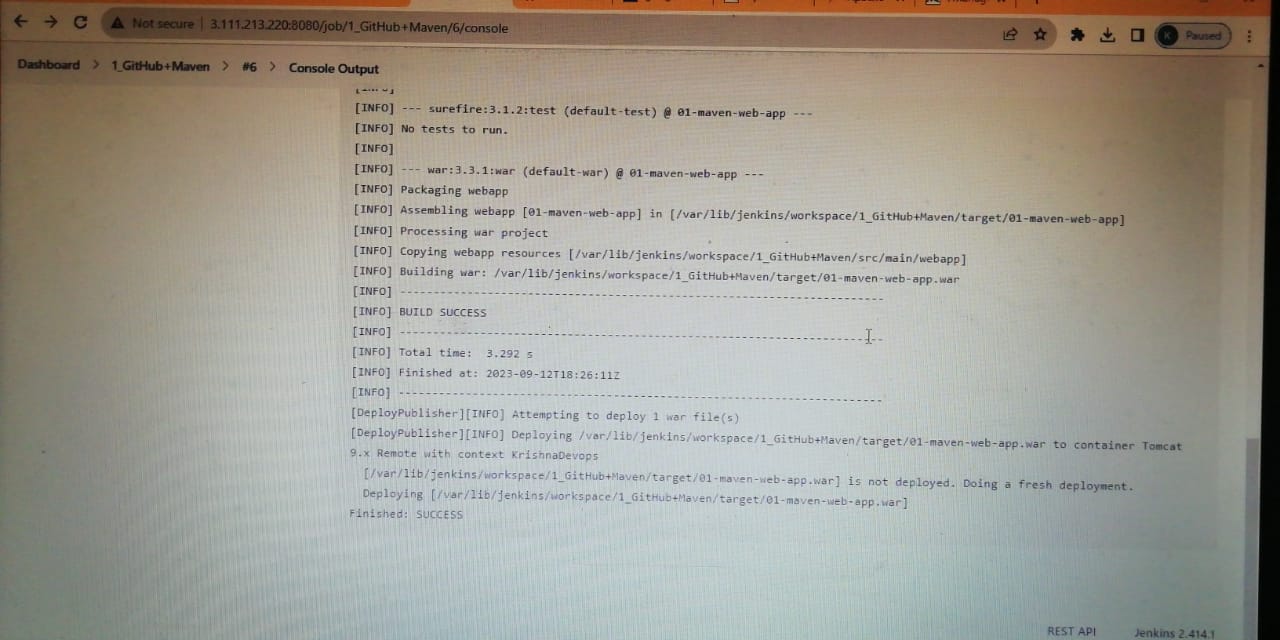 Not secure | 3.111.213.220:8080/job/1_GitHub+Maven/6/console
K Paused
Dashboard > 1_GitHub+Maven > #6 > Console Output
[INFO] --- surefire:3.1.2:test (default-test) @ 01-maven-web-app ---
[INFO] No tests to run.
[INFO]
[INFO] --- war:3.3.1:war (default-war) @ 01-maven-web-app ---
[INFO] Packaging webapp
[INFO] Assembling webapp [01-maven-web-app] in [/var/lib/jenkins/workspace/1_GitHub+Maven/target/01-maven-web-app]
[INFO] Processing war project
[INFO] Copying webapp resources [/var/lib/jenkins/workspace/1_GitHub+Maven/src/main/webapp]
[INFO] Building war: /var/lib/jenkins/workspace/1_GitHub+Maven/target/01-maven-web-app.war
[INFO] ------------------------------------------------------------------------
[INFO] BUILD SUCCESS
[INFO] ------------------------------------------------------------------------
[INFO] Total time:  3.292 s
[INFO] Finished at: 2023-09-12T18:26:11Z
[INFO] ------------------------------------------------------------------------
[DeployPublisher][INFO] Attempting to deploy 1 war file(s)
[DeployPublisher][INFO] Deploying /var/lib/jenkins/workspace/1_GitHub+Maven/target/01-maven-web-app.war to container Tomcat
9.x Remote with context KrishnaDevops
[/var/lib/jenkins/workspace/1_GitHub+Maven/target/01-maven-web-app.war] is not deployed. Doing a fresh deployment.
Deploying [/var/lib/jenkins/workspace/1_GitHub+Maven/target/01-maven-web-app.war]
Finished: SUCCESS
REST API Jenkins 2.414.1